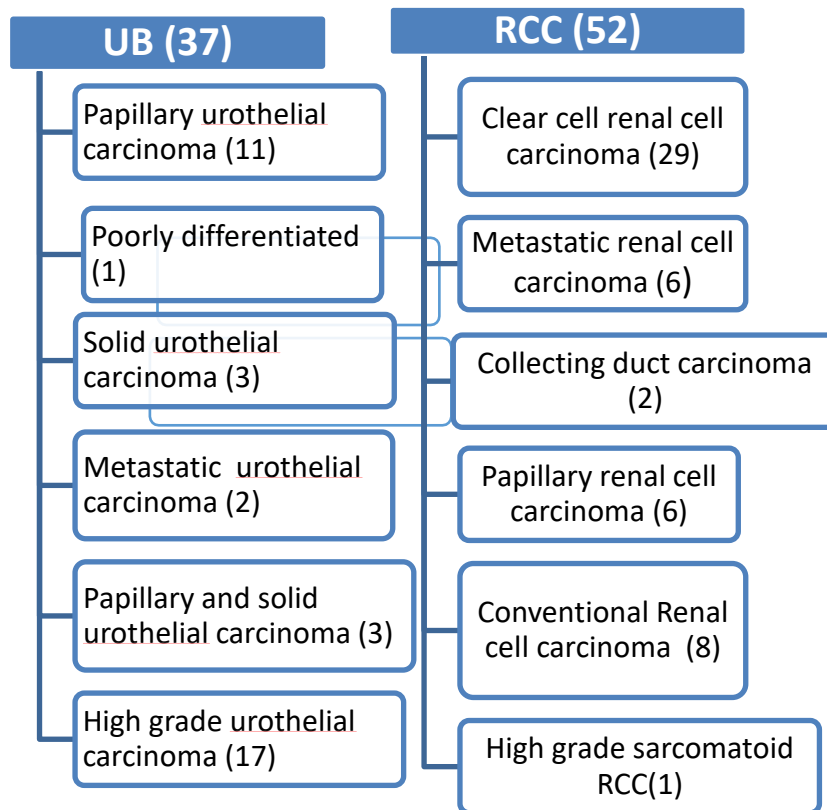 UB (37)
Papillary urothelial
carcinoma (11)
Poorly differentiated
(1)
Solid urothelial
carcinoma (3)
Metastatic urothelial
carcinoma (2)
Papillary and solid
urothelial carcinoma (3)
High grade urothelial
carcinoma (17)
RCC (52)
Clear cell renal cell
carcinoma (29)
Metastatic renal cell
carcinoma (6)
Collecting duct carcinoma
(2)
Papillary renal cell
carcinoma (6)
Conventional Renal
cell carcinoma (8)
High grade sarcomatoid
RCC(1)